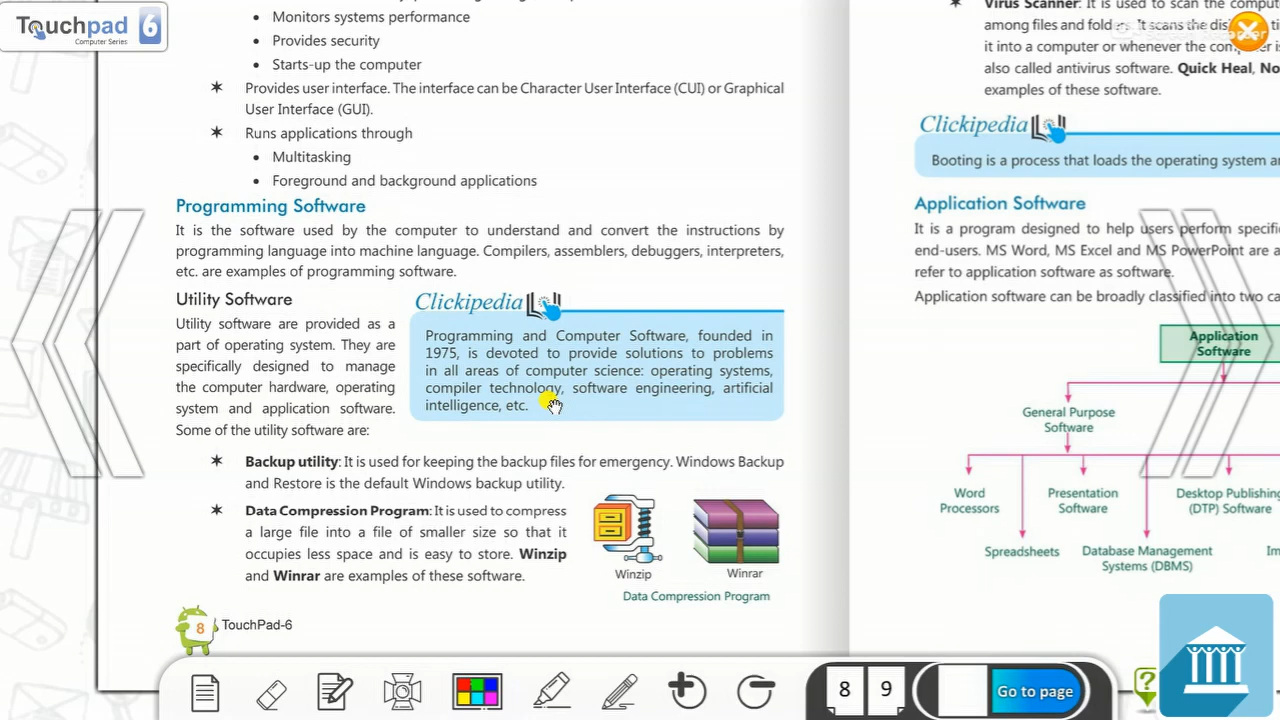 Touchpad 6
Computer Series
• Monitors systems performance
• Provides security
• Starts-up the computer
✶ Provides user interface. The interface can be Character User Interface (CUI) or Graphical
User Interface (GUI).
✶ Runs applications through
• Multitasking
• Foreground and background applications
Programming Software
It is the software used by the computer to understand and convert the instructions by
programming language into machine language. Compilers, assemblers, debuggers, interpreters,
etc. are examples of programming software.
Utility Software
Utility software are provided as a
part of operating system. They are
specifically designed to manage
the computer hardware, operating
system and application software.
Some of the utility software are:
Clickipedia
Programming and Computer Software, founded in
1975, is devoted to provide solutions to problems
in all areas of computer science: operating systems,
compiler technology, software engineering, artificial
intelligence, etc.
✶ Backup utility: It is used for keeping the backup files for emergency. Windows Backup
and Restore is the default Windows backup utility.
✶ Data Compression Program: It is used to compress
a large file into a file of smaller size so that it
occupies less space and is easy to store. Winzip
and Winrar are examples of these software.
Winzip
Winrar
Data Compression Program
8 TouchPad-6
✶ Virus Scanner: It is used to scan the
among files and folders. It scans the
it into a computer or whenever the
also called antivirus software. Quick Heal,
examples of these software.
Clickipedia
Booting is a process that loads the operating system
Application Software
It is a program designed to help users perform
end-users. MS Word, MS Excel and MS PowerPoint are
refer to application software as software.
Application software can be broadly classified into two
Application
Software
General Purpose
Software
Word
Processors
Presentation
Software
Desktop Publishing
(DTP) Software
Spreadsheets
Database Management
Systems (DBMS)
8 9 Go to page